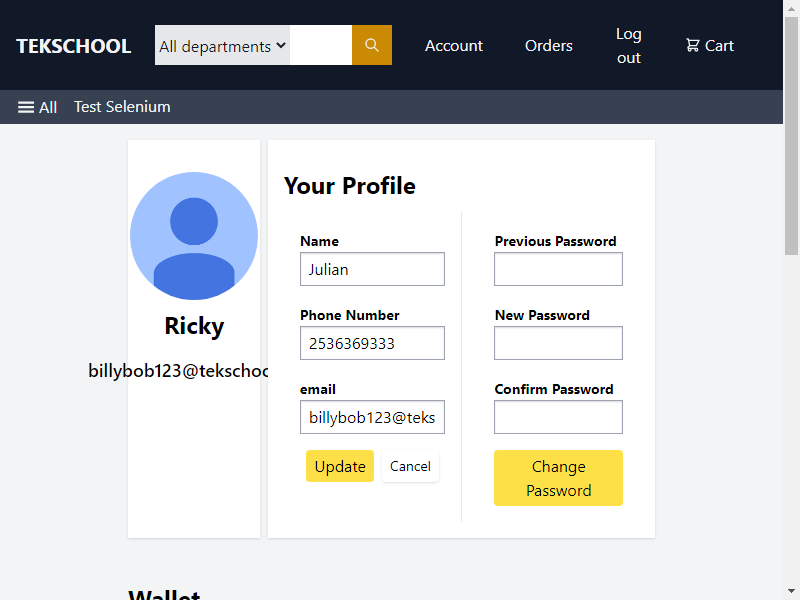 TEKSCHOOL
All departments
Account
Orders
Log
out
Cart
All
Test Selenium
Ricky
billybob123@tekschoo
Your Profile
Name
Julian
Phone Number
2536369333
email
billybob123@teks
Update
Cancel
Previous Password
New Password
Confirm Password
Change
Password
Wallet